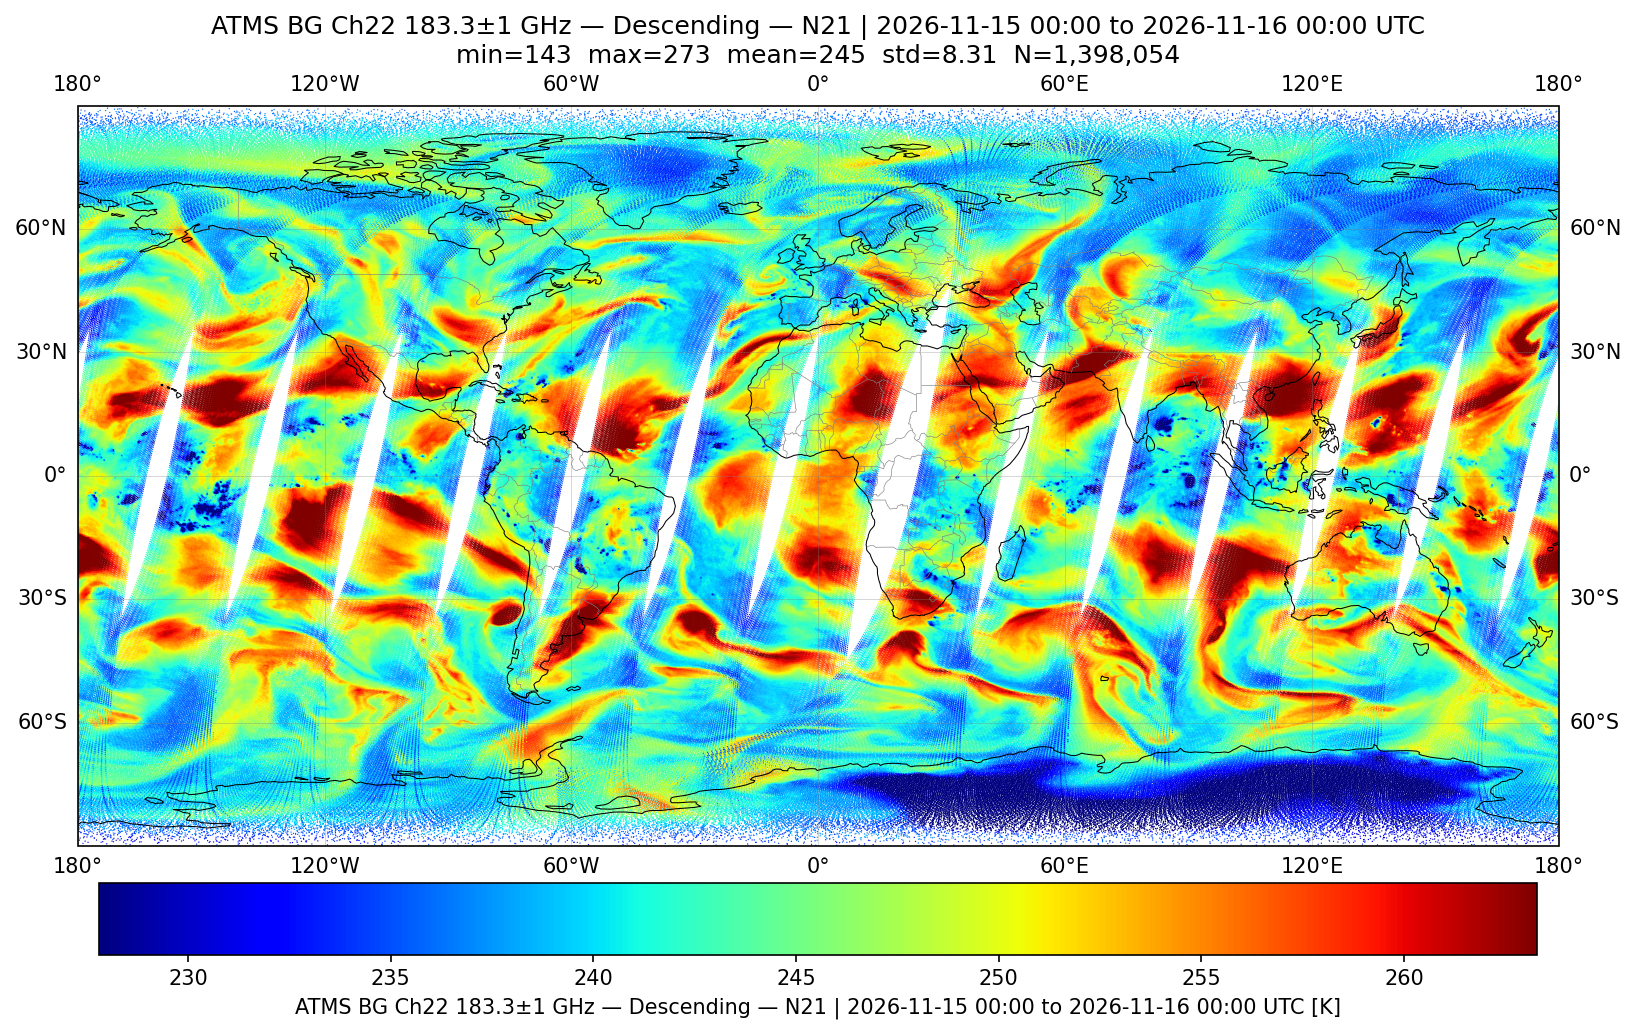 ATMS BG Ch22 183.3±1 GHz — Descending — N21 | 2026-11-15 00:00 to 2026-11-16 00:00 UTC
min=143  max=273  mean=245  std=8.31  N=1,398,054
180° 120°W 60°W 0° 60°E 120°E 180°
60°N 60°N
30°N 30°N
0° 0°
30°S 30°S
60°S 60°S
180° 120°W 60°W 0° 60°E 120°E 180°
230 235 240 245 250 255 260
ATMS BG Ch22 183.3±1 GHz — Descending — N21 | 2026-11-15 00:00 to 2026-11-16 00:00 UTC [K]